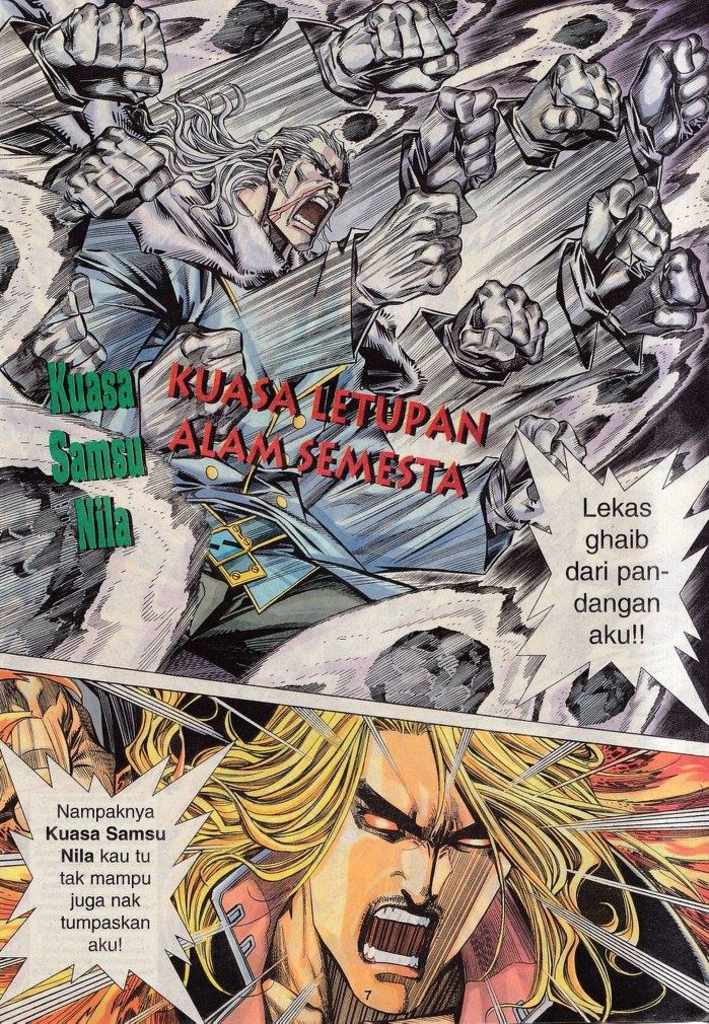 Kuasa
Samsu
Nila
KUASA LETUPAN
ALAM SEMESTA
Lekas
ghaib
dari pan-
dangan
aku!!
Nampaknya
Kuasa Samsu
Nila kau tu
tak mampu
juga nak
tumpaskan
aku!
7